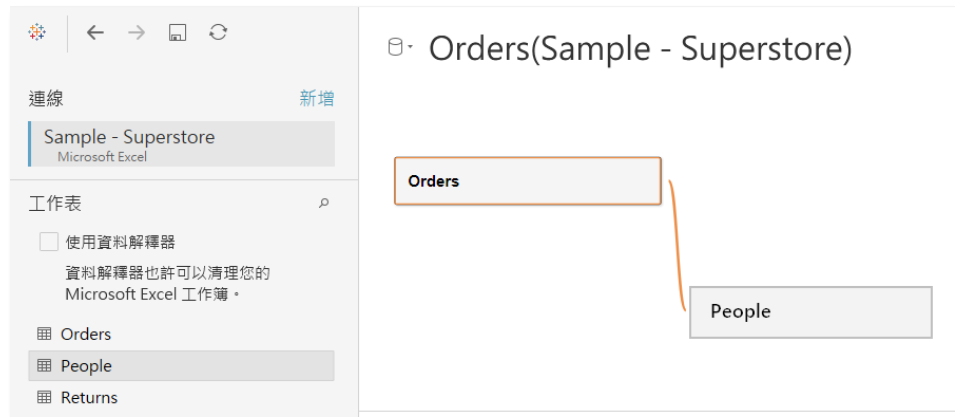 連線
新增
Sample - Superstore
Microsoft Excel
工作表
使用資料解釋器
資料解釋器也許可以清理您的
Microsoft Excel 工作簿。
Orders
People
Returns
Orders(Sample - Superstore)
Orders
People